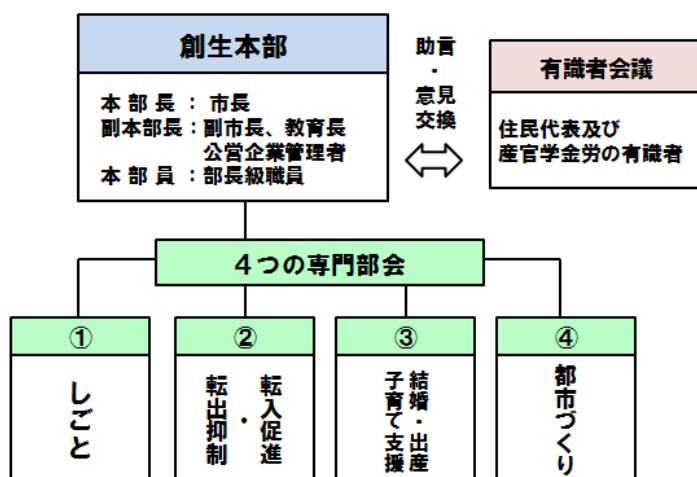 創生本部
本部長：市長
副本部長：副市長、教育長
公営企業管理者
本部員：部長級職員
助言
・
意見
交換
有識者会議
住民代表及び
産官学金労の有識者
４つの専門部会
①
しごと
②
転入促進
・
転出抑制
③
結婚・出産
子育て支援
④
都市づくり